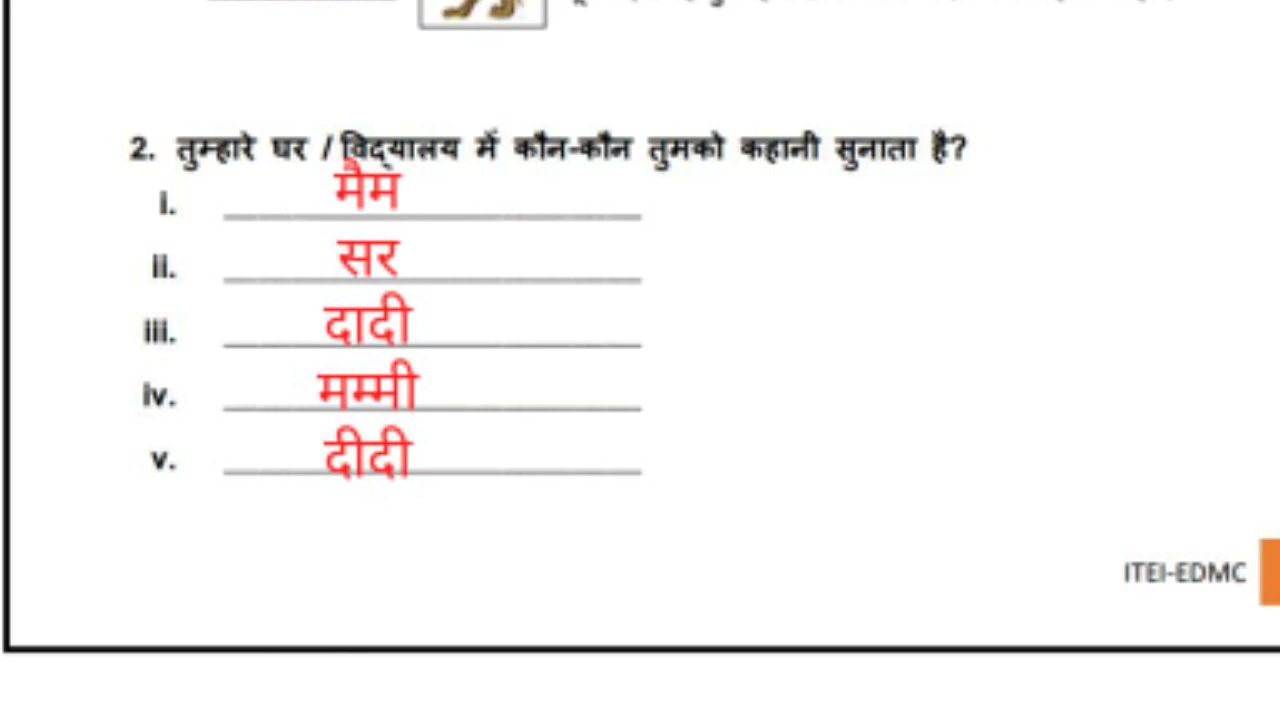 2. तुम्हारे घर / विद्यालय में कौन-कौन तुमको कहानी सुनाता है?
i. मैम
ii. सर
iii. दादी
iv. मम्मी
v. दीदी
ITEI-EDMC